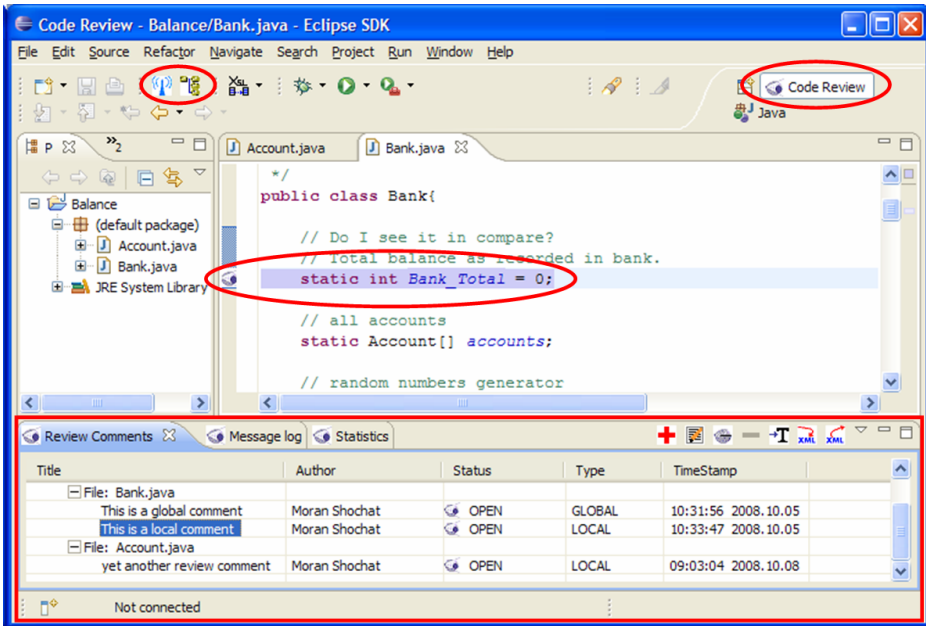 Code Review - Balance/Bank.java - Eclipse SDK
File Edit Source Refactor Navigate Search Project Run Window Help
Code Review
Java
P »2
Account.java Bank.java
*/
public class Bank{
// Do I see it in compare?
// Total balance as recorded in bank.
static int Bank_Total = 0;
// all accounts
static Account[] accounts;
// random numbers generator
Balance
(default package)
Account.java
Bank.java
JRE System Library
Review Comments Message log Statistics
T XML XML
Title Author Status Type TimeStamp
File: Bank.java
This is a global comment Moran Shochat OPEN GLOBAL 10:31:56 2008.10.05
This is a local comment Moran Shochat OPEN LOCAL 10:33:47 2008.10.05
File: Account.java
yet another review comment Moran Shochat OPEN LOCAL 09:03:04 2008.10.08
Not connected